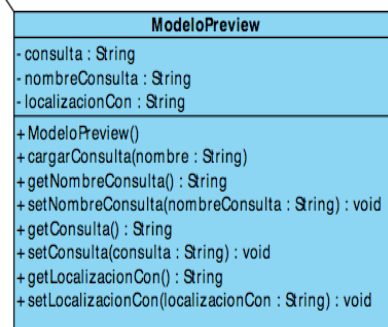 ModeloPreview
- consulta : String
- nombreConsulta : String
- localizacionCon : String
+ ModeloPreview()
+ cargarConsulta(nombre : String)
+ getNombreConsulta() : String
+ setNombreConsulta(nombreConsulta : String) : void
+ getConsulta() : String
+ setConsulta(consulta : String) : void
+ getLocalizacionCon() : String
+ setLocalizacionCon(localizacionCon : String) : void